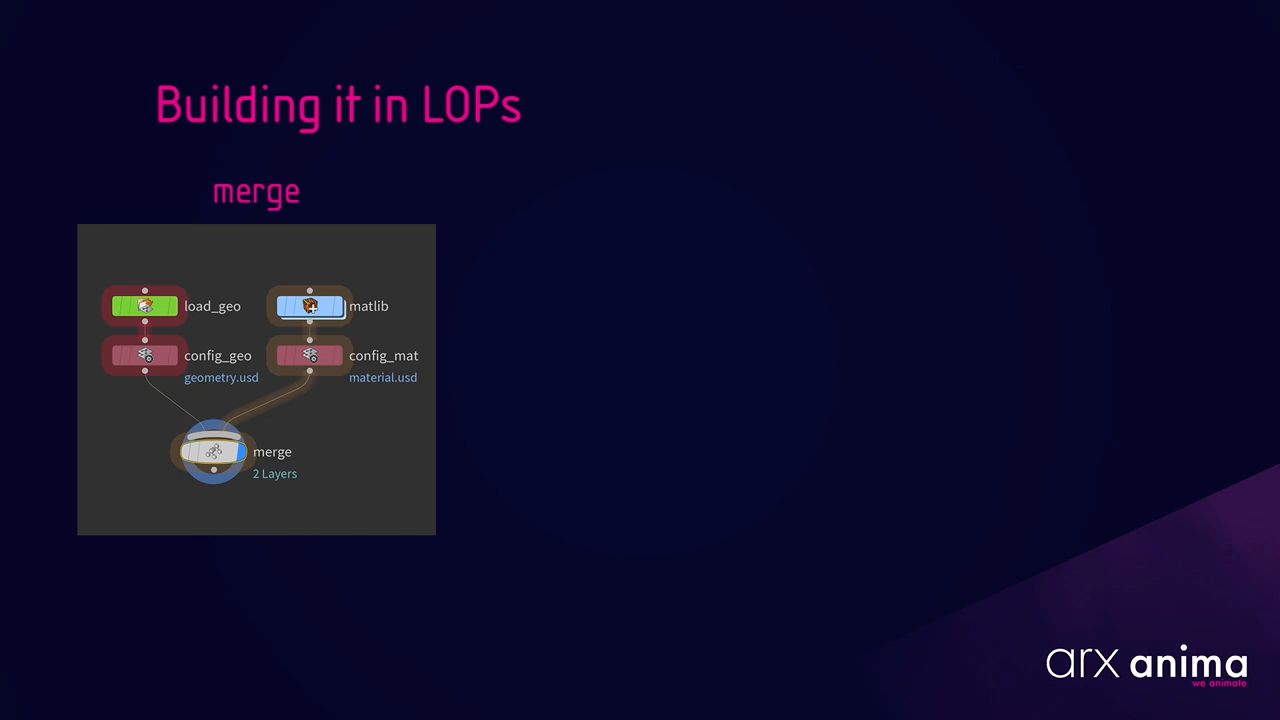 Building it in LOPs
merge
load_geo
matlib
config_geo
config_mat
geometry.usd
material.usd
merge
2 Layers
arx anima
we animate